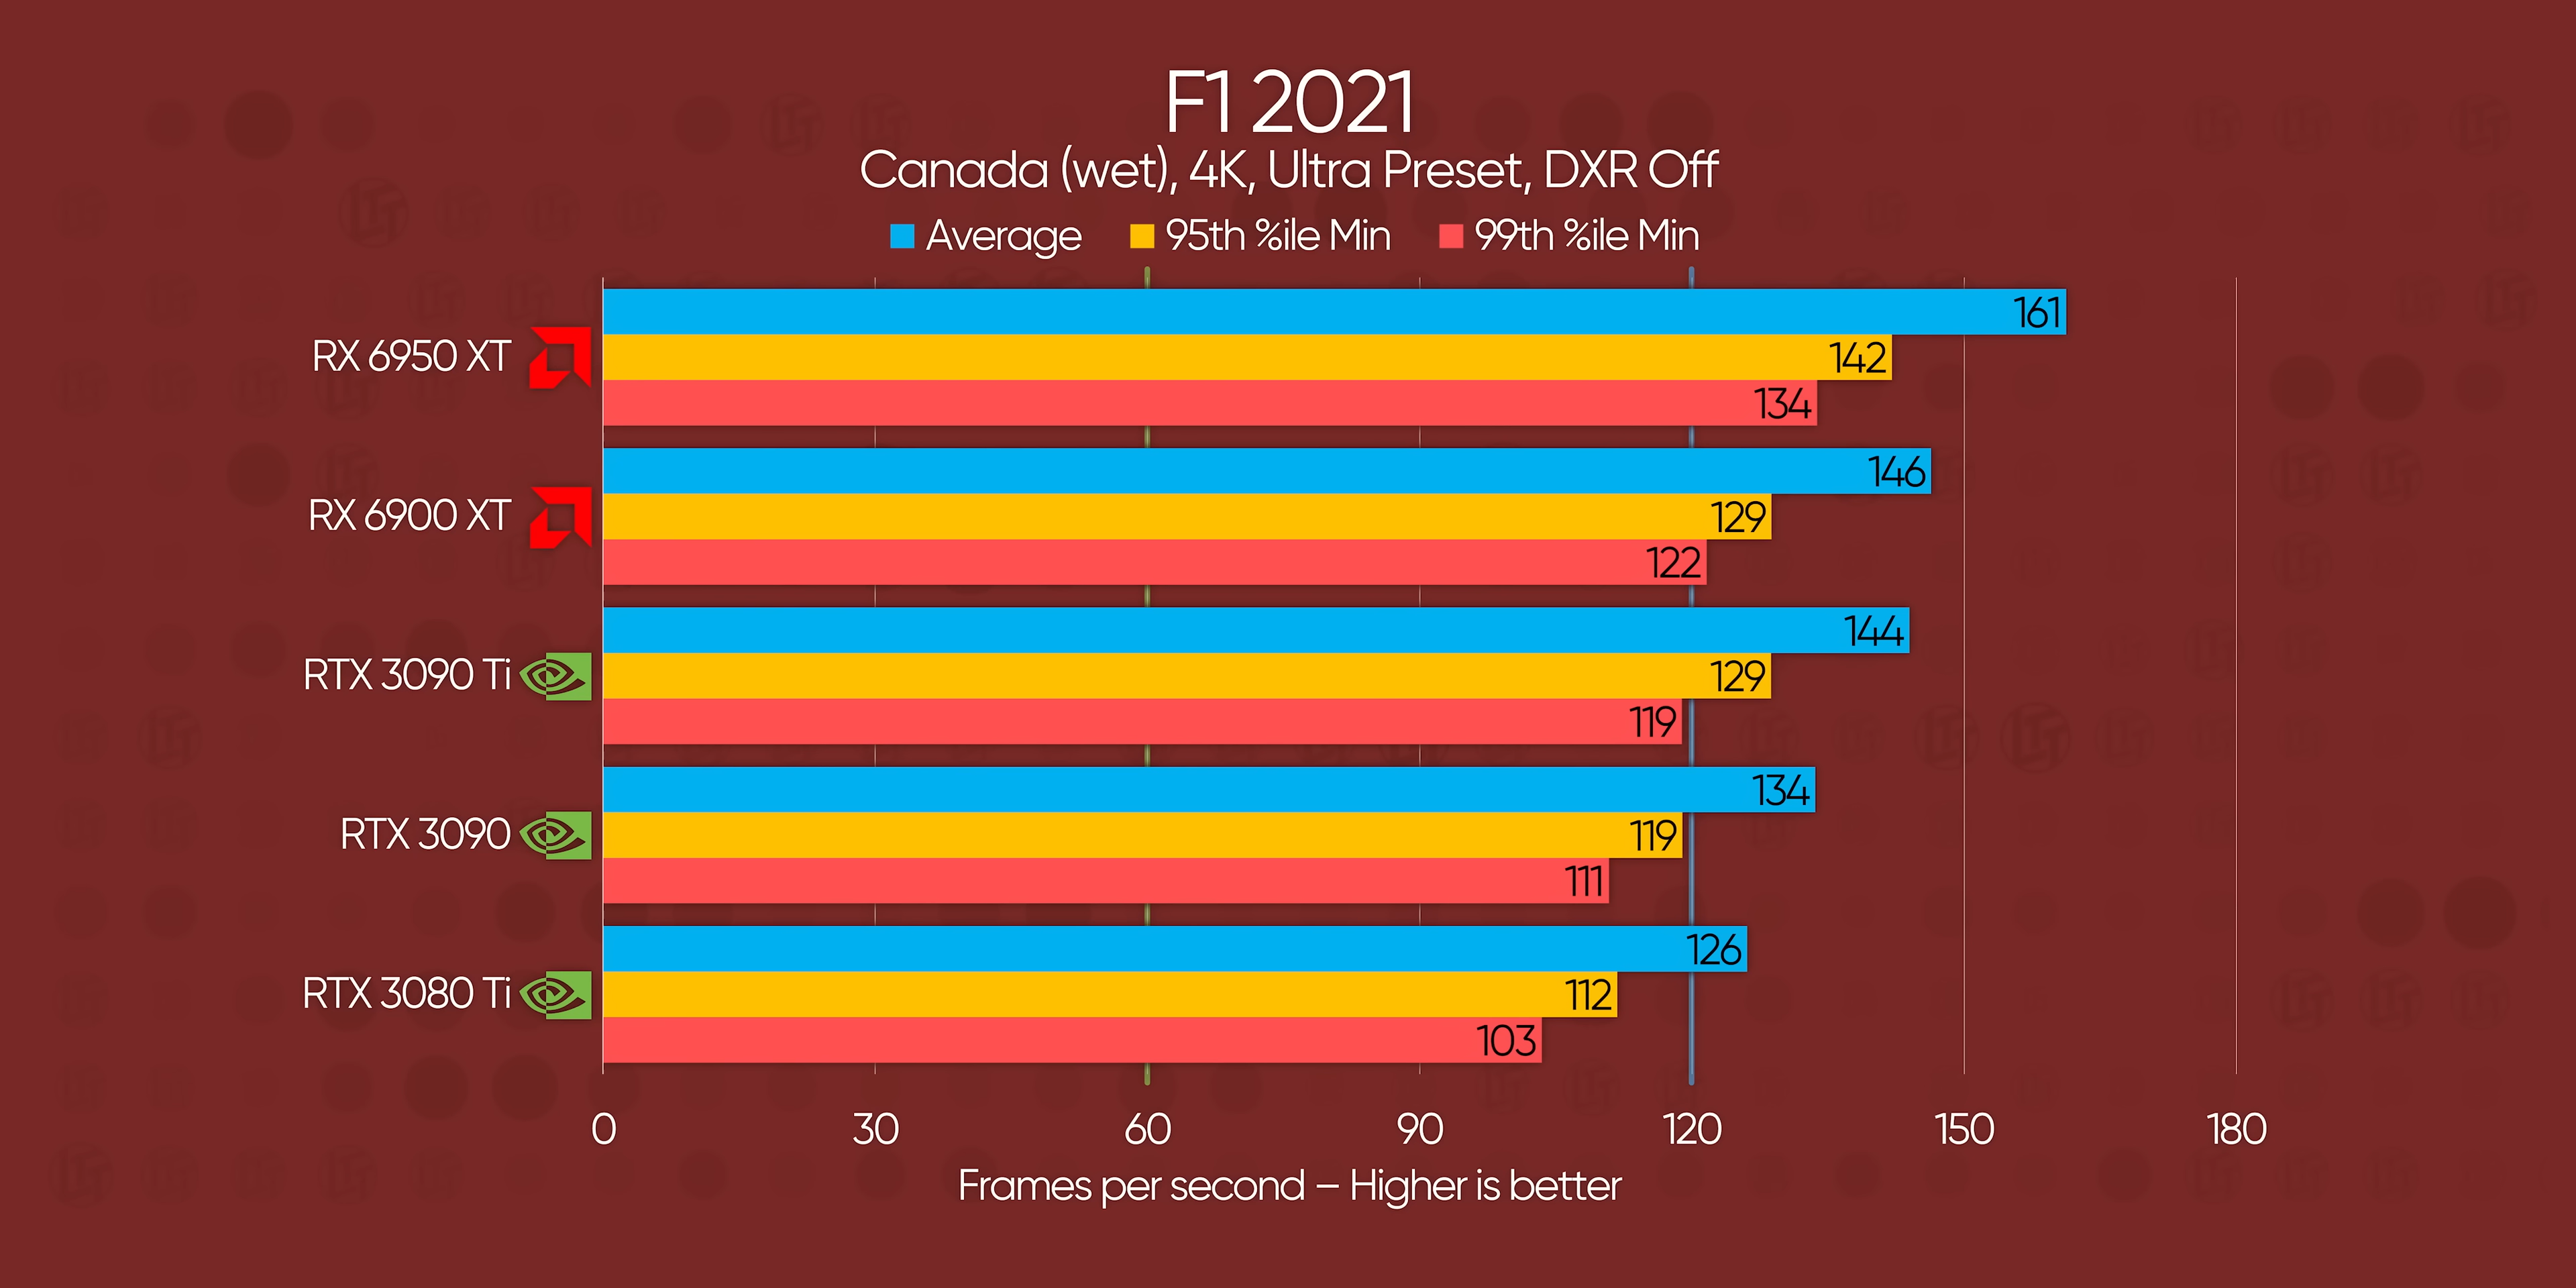 F1 2021
Canada (wet), 4K, Ultra Preset, DXR Off
Average 95th %ile Min 99th %ile Min
161
RX 6950 XT 142
134
146
RX 6900 XT 129
122
144
RTX 3090 Ti 129
119
134
RTX 3090 119
111
126
RTX 3080 Ti 112
103
0 30 60 90 120 150 180
Frames per second – Higher is better